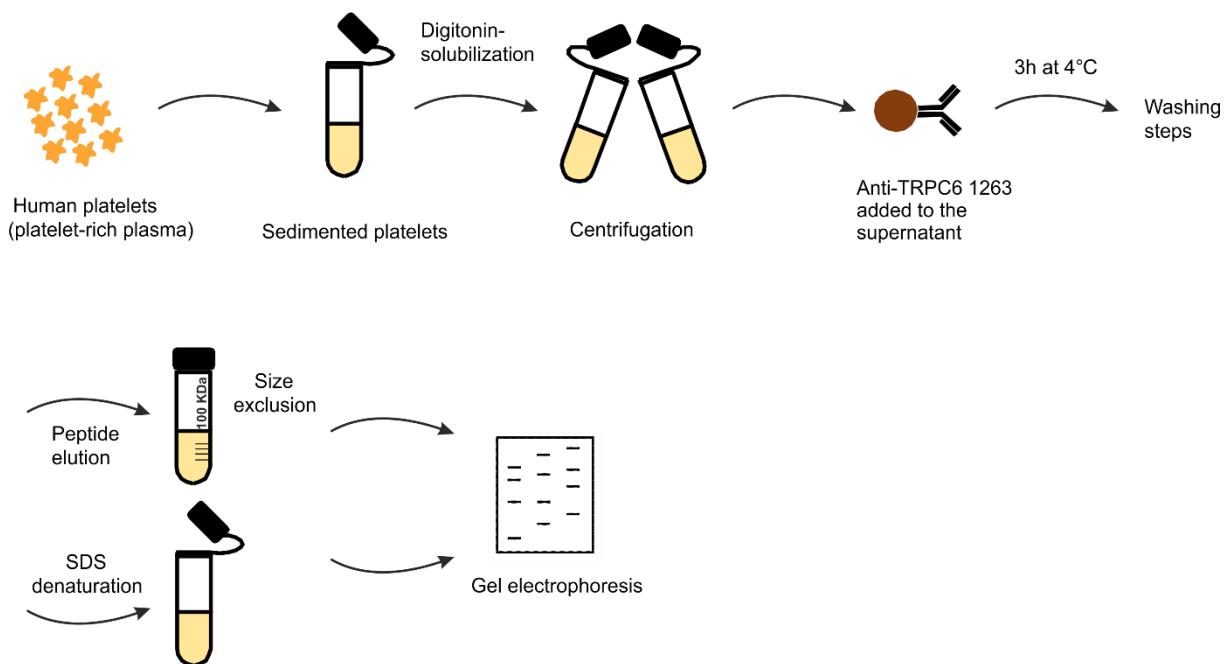 Digitonin-
solubilization
3h at 4°C
Washing
steps
Human platelets
(platelet-rich plasma)
Sedimented platelets
Centrifugation
Anti-TRPC6 1263
added to the
supernatant
Peptide
elution
100 KDa
Size
exclusion
SDS
denaturation
Gel electrophoresis